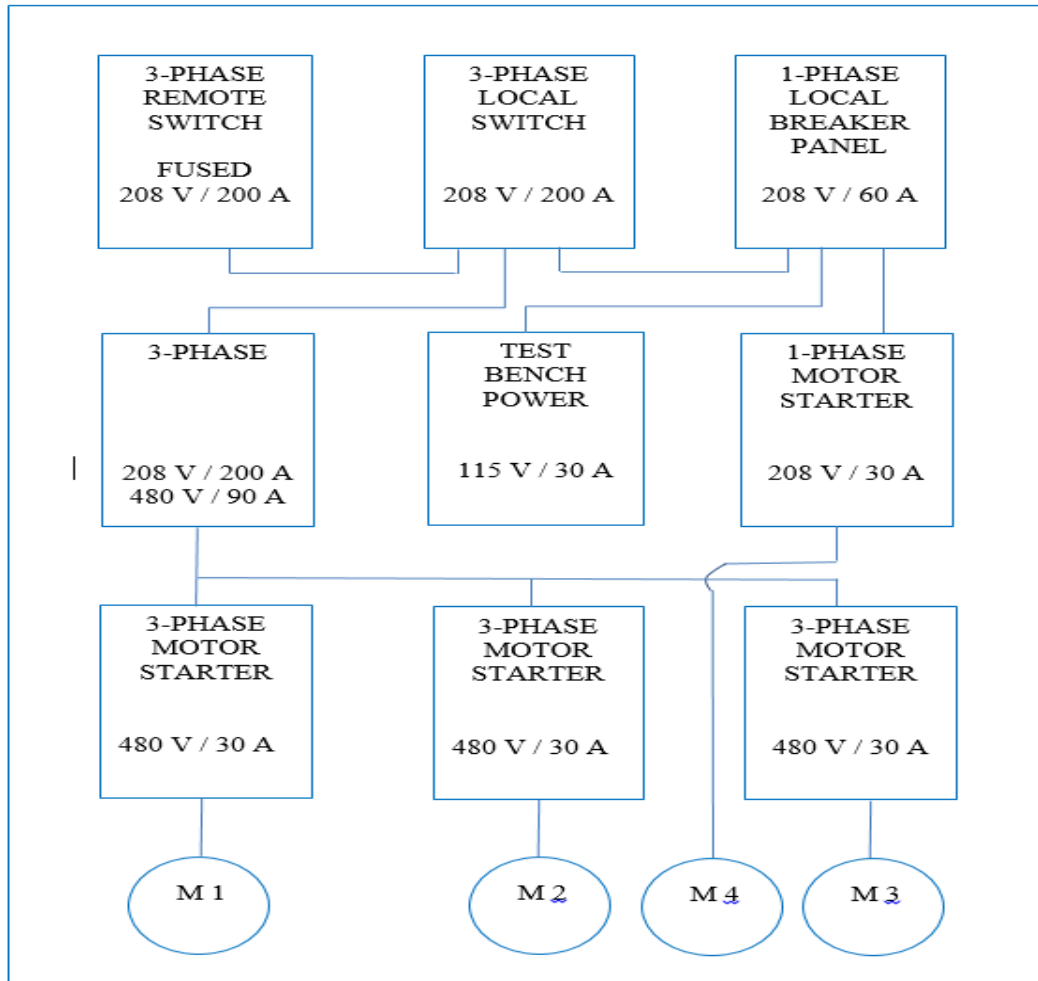 3-PHASE
REMOTE
SWITCH
FUSED
208 V / 200 A
3-PHASE
LOCAL
SWITCH
208 V / 200 A
1-PHASE
LOCAL
BREAKER
PANEL
208 V / 60 A
3-PHASE
208 V / 200 A
480 V / 90 A
TEST
BENCH
POWER
115 V / 30 A
1-PHASE
MOTOR
STARTER
208 V / 30 A
3-PHASE
MOTOR
STARTER
480 V / 30 A
3-PHASE
MOTOR
STARTER
480 V / 30 A
3-PHASE
MOTOR
STARTER
480 V / 30 A
M 1
M 2
M 4
M 3